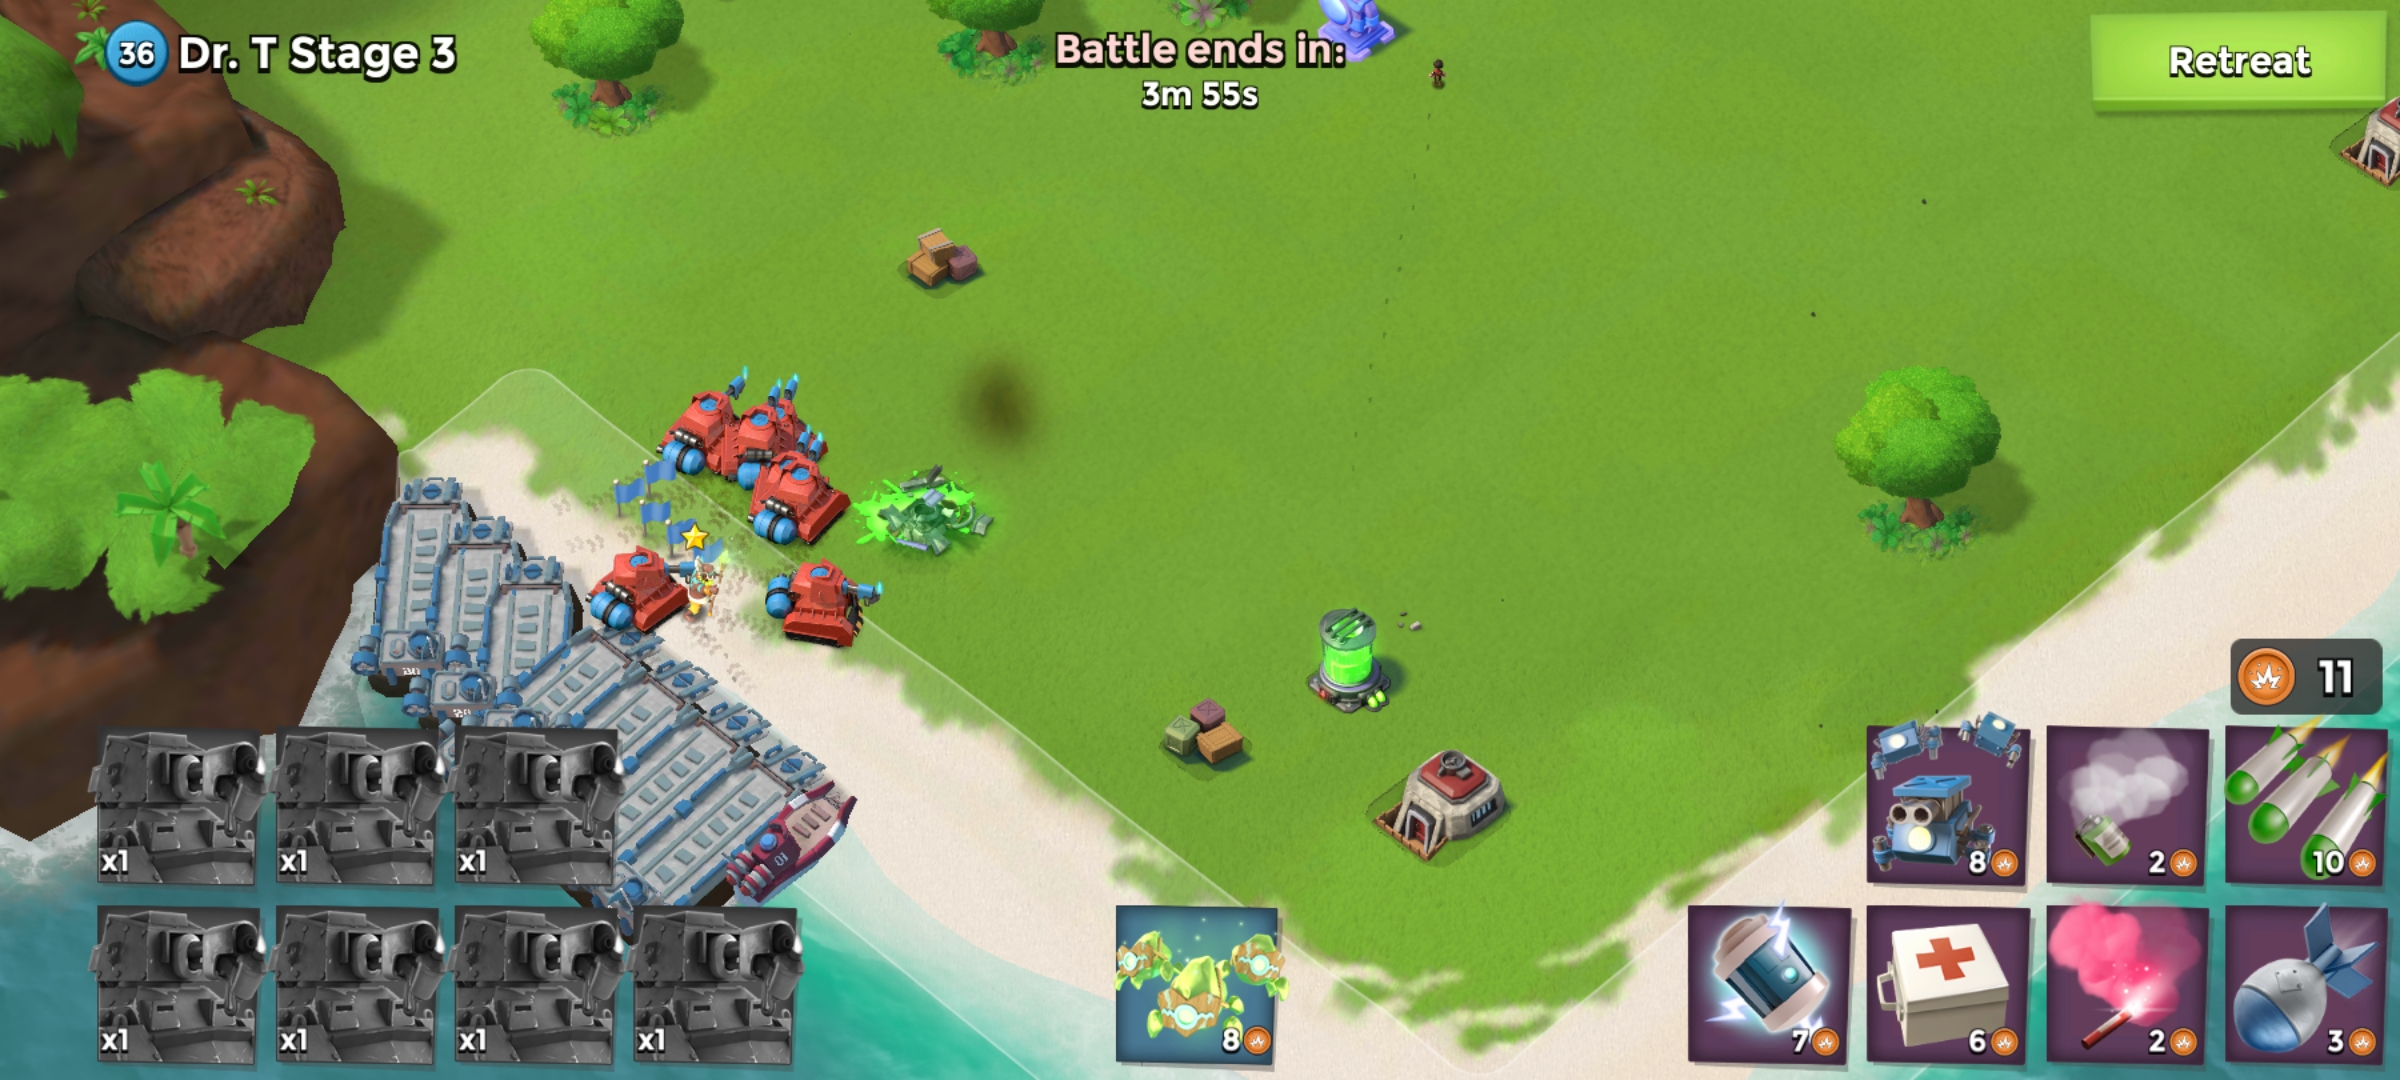 36 Dr. T Stage 3
Battle ends in:
3m 55s
Retreat
11
x1 x1 x1
8 2 10
x1 x1 x1 x1
8
7 6 2 3
01